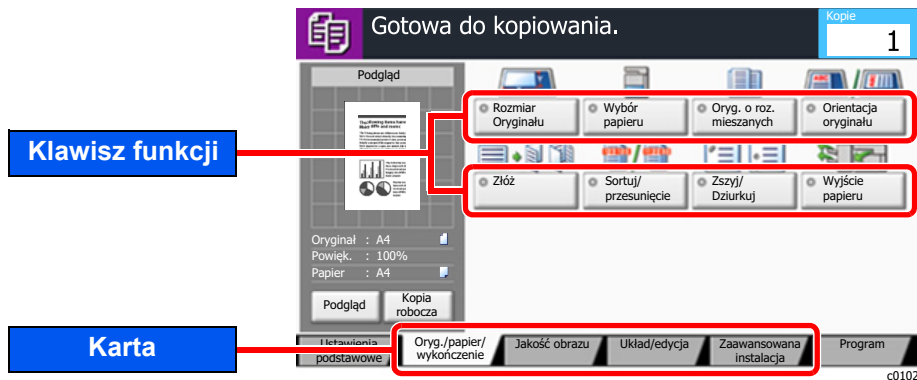 Gotowa do kopiowania.
Kopie
1
Podgląd
Klawisz funkcji
Rozmiar
Oryginału
Wybór
papieru
Oryg. o roz.
mieszanych
Orientacja
oryginału
Złóż
Sortuj/
przesunięcie
Zszyj/
Dziurkuj
Wyjście
papieru
Oryginał : A4
Powięk. : 100%
Papier : A4
Podgląd
Kopia
robocza
Karta
Ustawienia
podstawowe
Oryg./papier/
wykończenie
Jakość obrazu
Układ/edycja
Zaawansowana
instalacja
Program
c0102